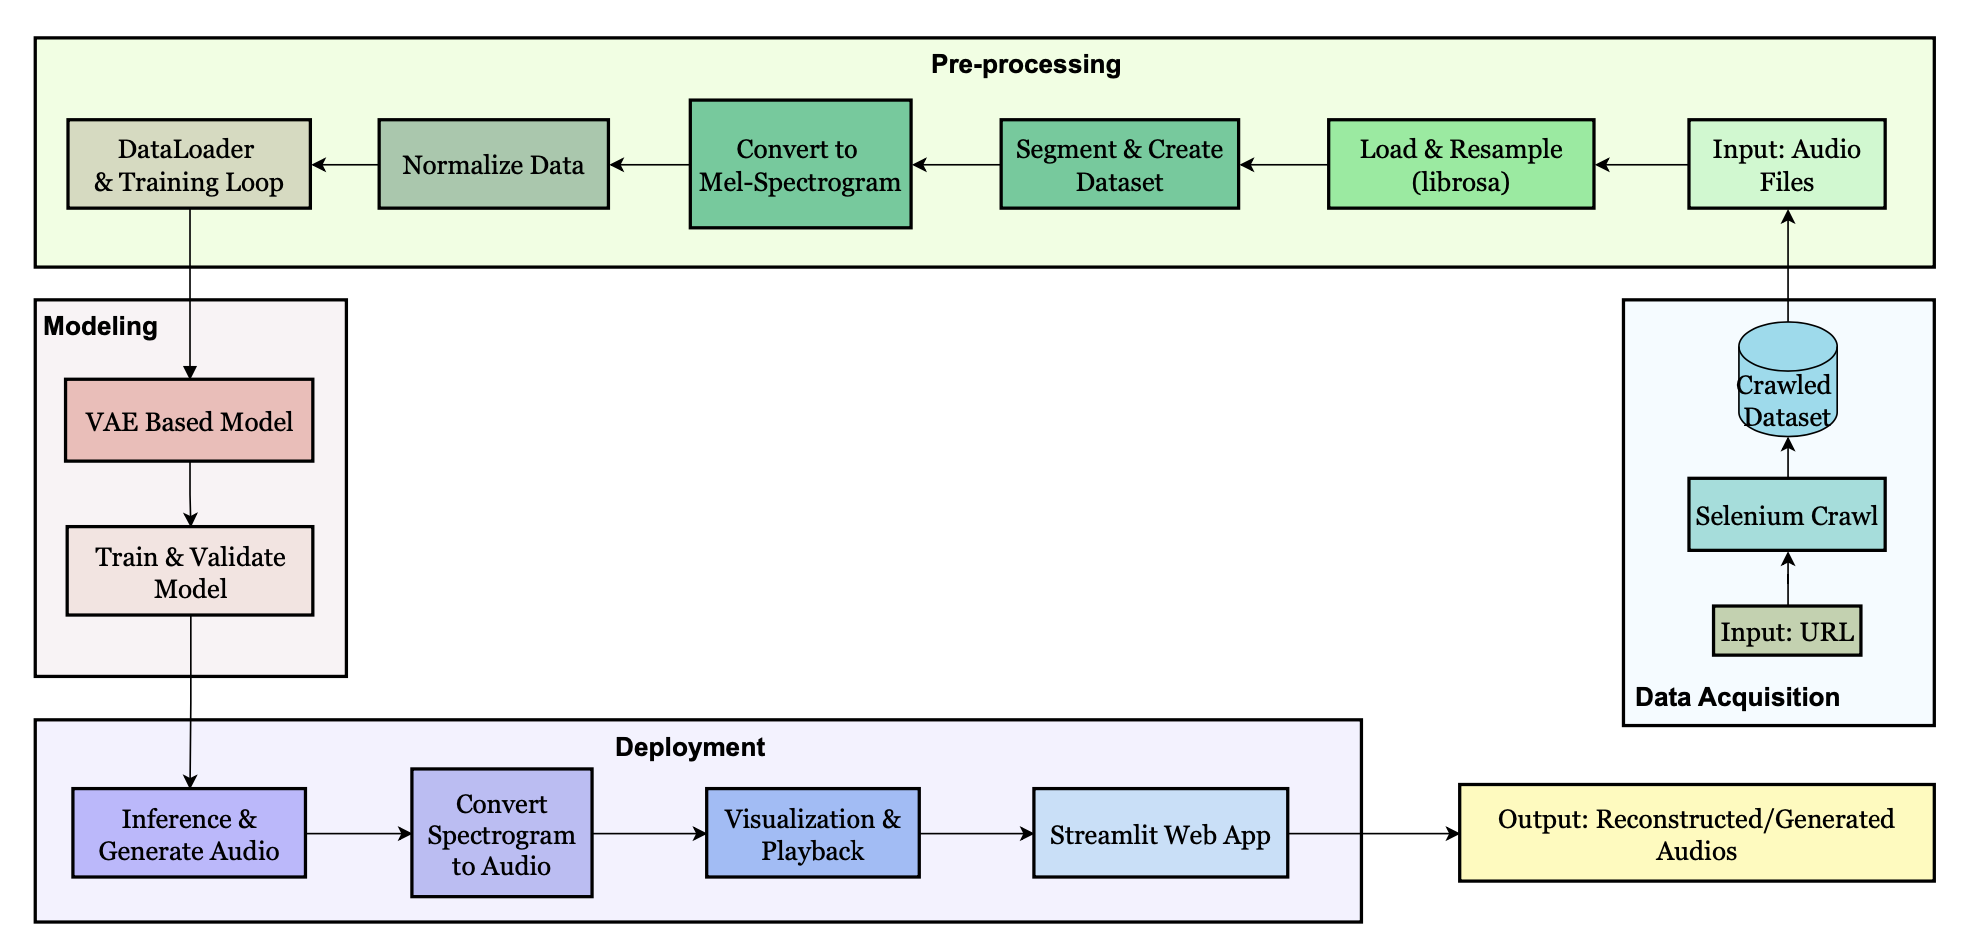 Pre-processing
DataLoader
& Training Loop
Normalize Data
Convert to
Mel-Spectrogram
Segment & Create
Dataset
Load & Resample
(librosa)
Input: Audio
Files
Modeling
VAE Based Model
Train & Validate
Model
Crawled
Dataset
Selenium Crawl
Input: URL
Data Acquisition
Deployment
Inference &
Generate Audio
Convert
Spectrogram
to Audio
Visualization &
Playback
Streamlit Web App
Output: Reconstructed/Generated
Audios